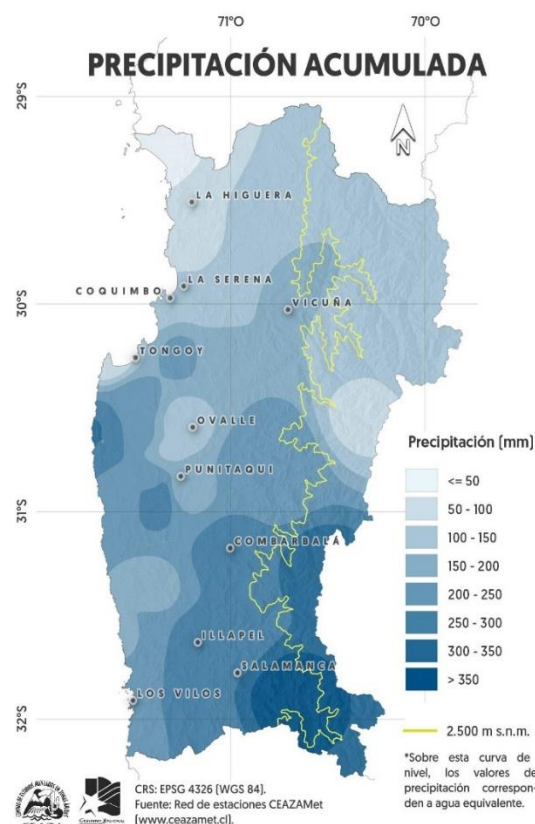 71°O
70°O
PRECIPITACIÓN ACUMULADA
29°S
N
LA HIGUERA
LA SERENA
COQUIMBO
30°S
VICUÑA
TONGOY
OVALLE
PUNITAQUI
31°S
COMBARBALÁ
ILLAPEL
SALAMANCA
LOS VILOS
32°S
Precipitación (mm)
<= 50
50 - 100
100 - 150
150 - 200
200 - 250
250 - 300
300 - 350
> 350
2.500 m s.n.m.
*Sobre esta curva de
nivel, los valores de
precipitación correspon-
den a agua equivalente.
CRS: EPSG 4326 [WGS 84].
Fuente: Red de estaciones CEAZAMet
[www.ceazamet.cl].
GOBIERNO REGIONAL